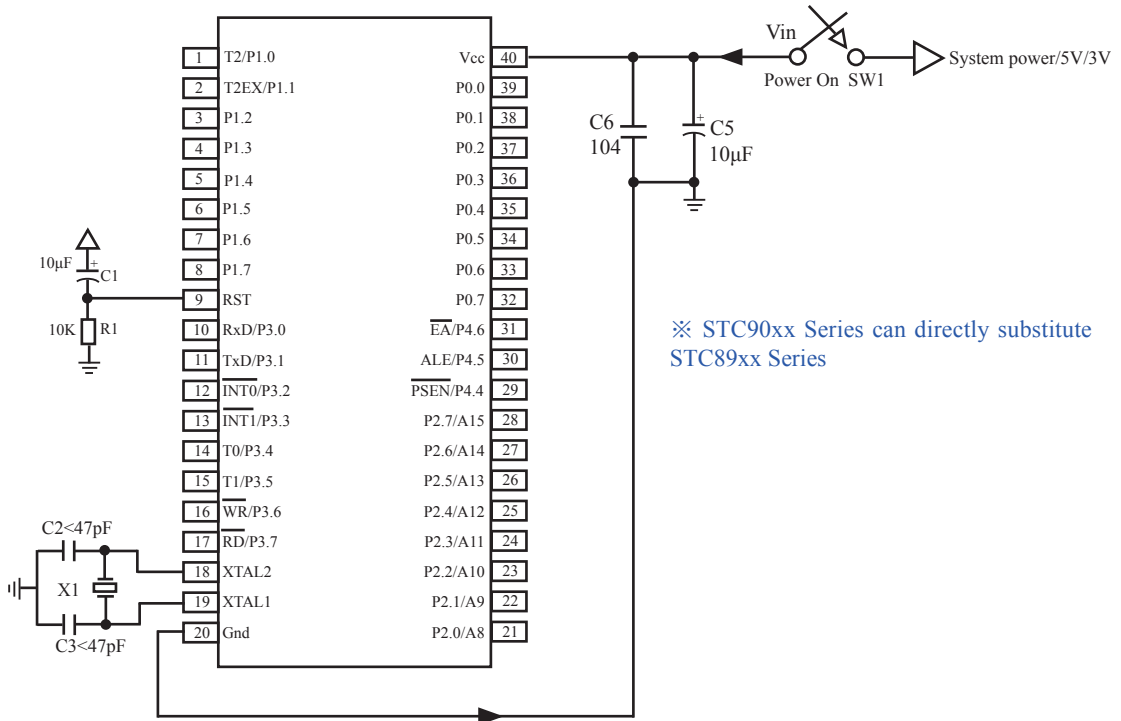 Vin
System power/5V/3V
Power On SW1
1 T2/P1.0 Vcc 40
2 T2EX/P1.1 P0.0 39
3 P1.2 P0.1 38
4 P1.3 P0.2 37
5 P1.4 P0.3 36
6 P1.5 P0.4 35
7 P1.6 P0.5 34
8 P1.7 P0.6 33
9 RST P0.7 32
10 RxD/P3.0 EA/P4.6 31
11 TxD/P3.1 ALE/P4.5 30
12 INT0/P3.2 PSEN/P4.4 29
13 INT1/P3.3 P2.7/A15 28
14 T0/P3.4 P2.6/A14 27
15 T1/P3.5 P2.5/A13 26
16 WR/P3.6 P2.4/A12 25
17 RD/P3.7 P2.3/A11 24
18 XTAL2 P2.2/A10 23
19 XTAL1 P2.1/A9 22
20 Gnd P2.0/A8 21
C6
104
+
C5
10μF
10μF
+
C1
10K R1
※ STC90xx Series can directly substitute
STC89xx Series
C2<47pF
X1
C3<47pF